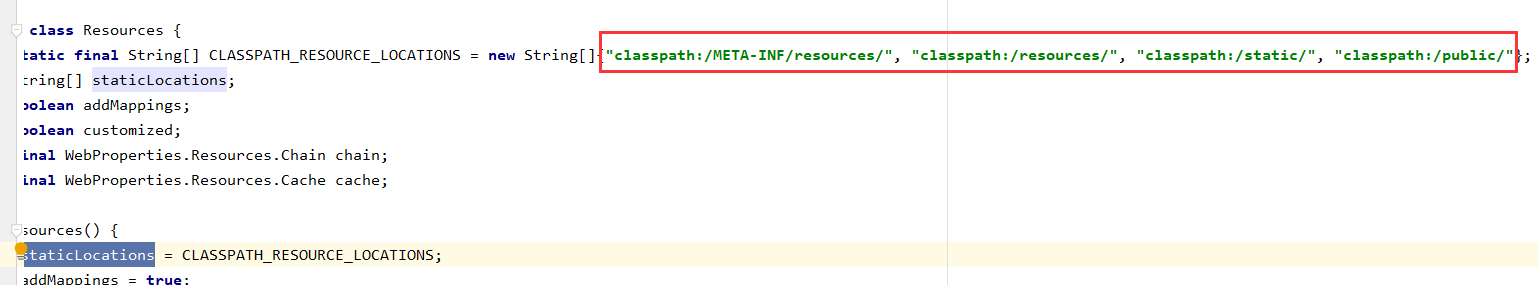 class Resources {
tatic final String[] CLASSPATH_RESOURCE_LOCATIONS = new String[]{"classpath:/META-INF/resources/", "classpath:/resources/", "classpath:/static/", "classpath:/public/"};
tring[] staticLocations;
oolean addMappings;
oolean customized;
inal WebProperties.Resources.Chain chain;
inal WebProperties.Resources.Cache cache;
sources() {
staticLocations = CLASSPATH_RESOURCE_LOCATIONS;
addMappings = true;